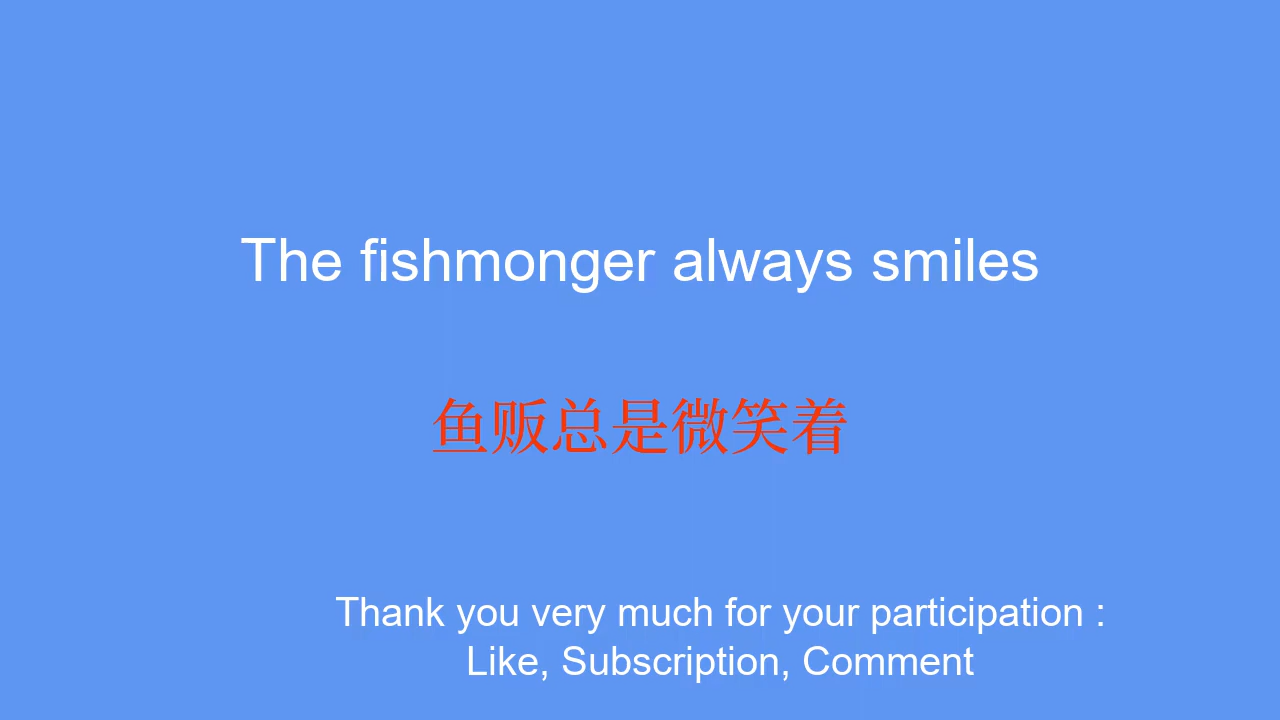 The fishmonger always smiles
鱼贩总是微笑着
Thank you very much for your participation :
Like, Subscription, Comment